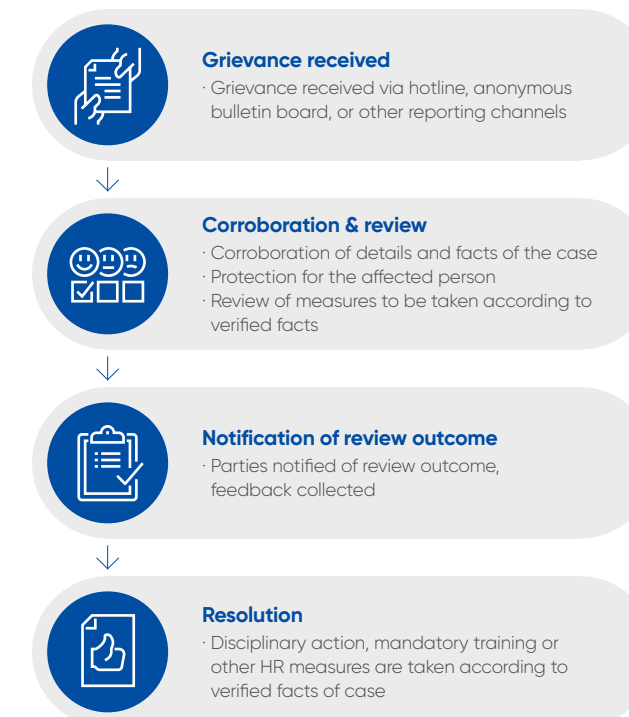 Grievance received
· Grievance received via hotline, anonymous
bulletin board, or other reporting channels
Corroboration & review
· Corroboration of details and facts of the case
· Protection for the affected person
· Review of measures to be taken according to
verified facts
Notification of review outcome
· Parties notified of review outcome,
feedback collected
Resolution
· Disciplinary action, mandatory training or
other HR measures are taken according to
verified facts of case